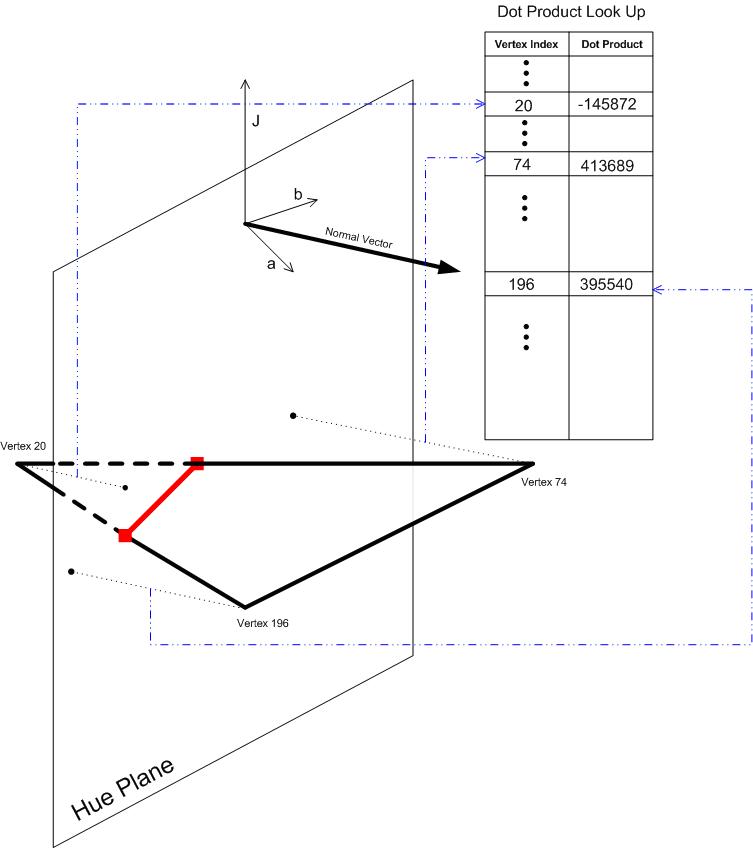 Dot Product Look Up
Vertex Index Dot Product
20 -145872
74 413689
196 395540
J
b
a
Normal Vector
Vertex 20
Vertex 74
Vertex 196
Hue Plane